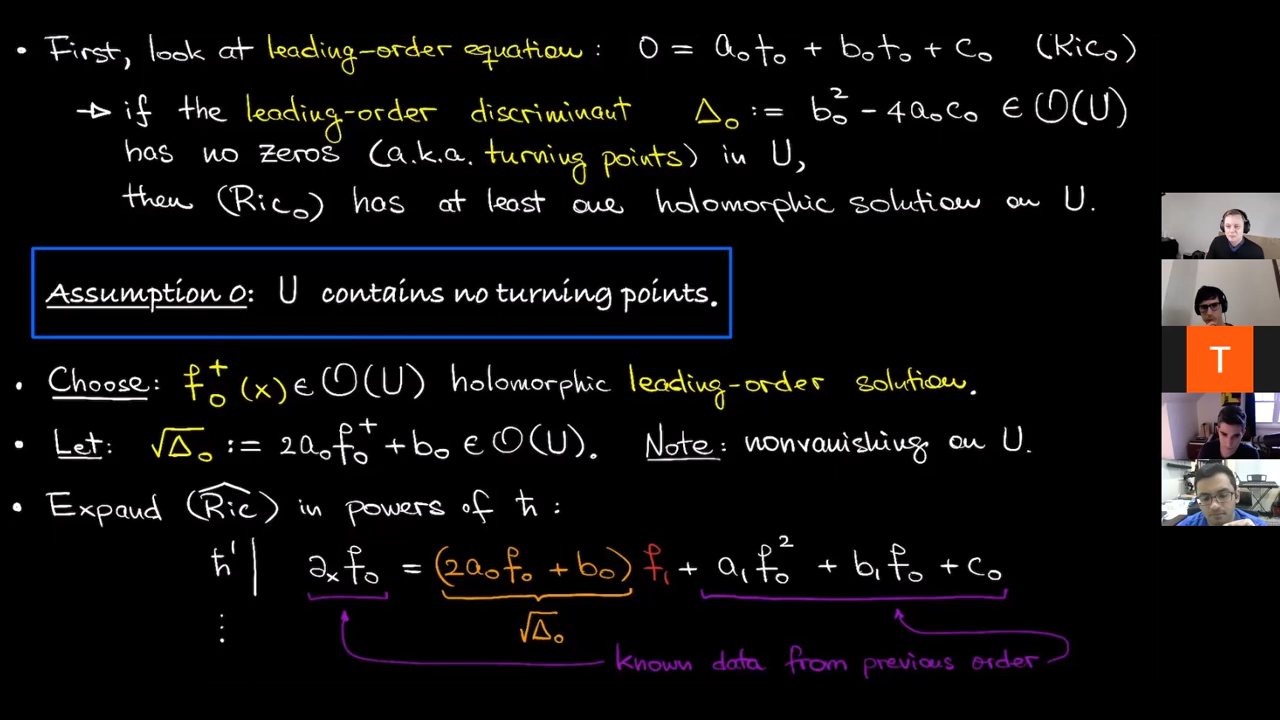 • First, look at leading-order equation: 0 = a₀f₀ + b₀f₀ + c₀ (Ric₀)
→ if the leading-order discriminant Δ₀ := b₀² − 4a₀c₀ ∈ O(U)
has no zeros (a.k.a. turning points) in U,
then (Ric₀) has at least one holomorphic solution on U.
Assumption 0: U contains no turning points.
• Choose: f₀⁺(x) ∈ O(U) holomorphic leading-order solution.
• Let: √Δ₀ := 2a₀f₀⁺ + b₀ ∈ O(U). Note: nonvanishing on U.
• Expand (R̂ic) in powers of ħ:
ħ¹ | ∂ₓf₀ = (2a₀f₀ + b₀) f₁ + a₁f₀² + b₁f₀ + c₀
⋮ √Δ₀
known data from previous order
T